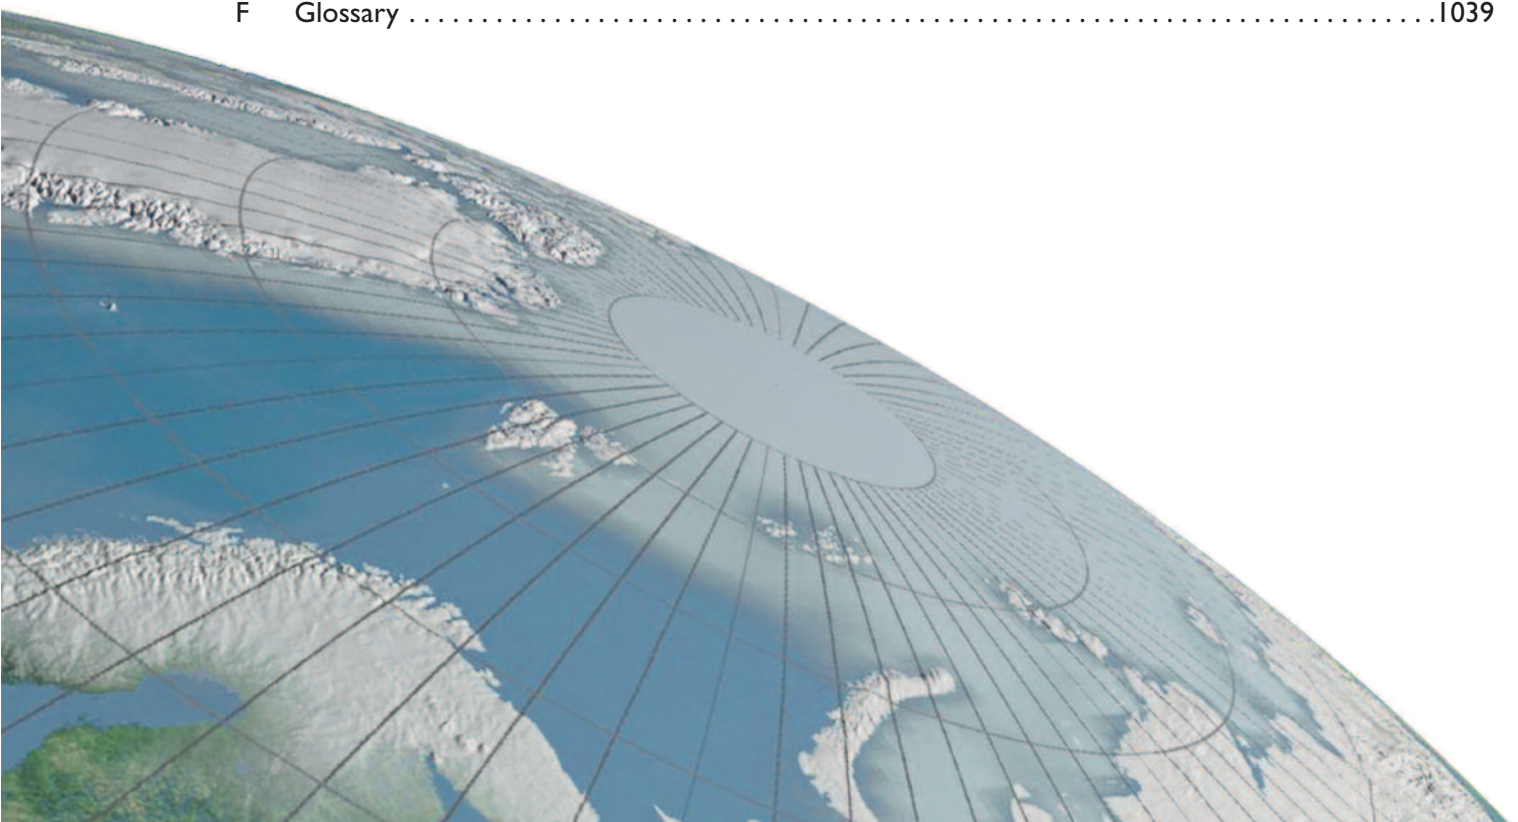 F Glossary . . . . . . . . . . . . . . . . . . . . . . . . . . . . . . . . . . . . . . . . . . . . . . . . . . . . . . . . . . . . . . . . . . . . . . . . . . . . . . .1039